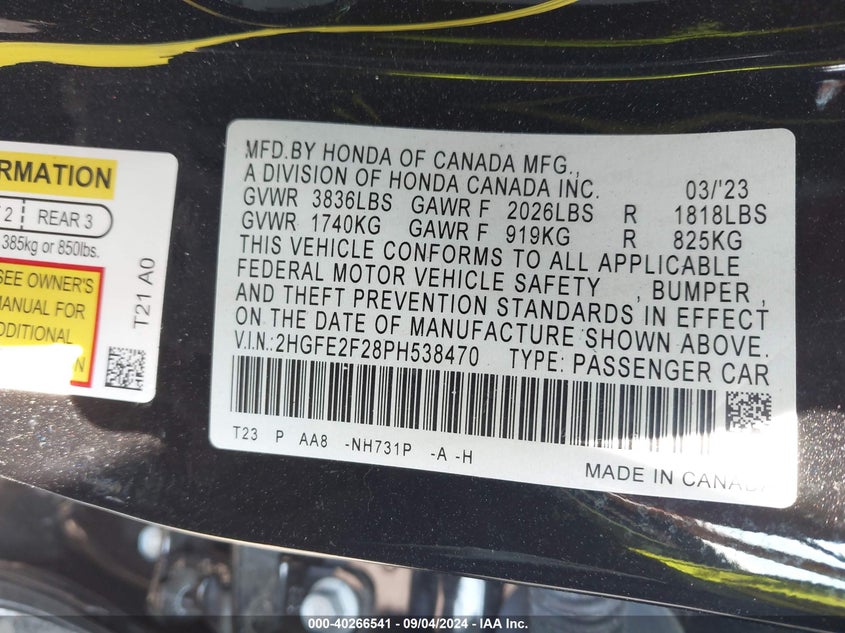 RMATION
2 REAR 3
385kg or 850lbs.
SEE OWNER'S
MANUAL FOR
DDITIONAL
T21 A0
MFD.BY HONDA OF CANADA MFG.,
A DIVISION OF HONDA CANADA INC. 03/'23
GVWR 3836LBS GAWR F 2026LBS R 1818LBS
GVWR 1740KG GAWR F 919KG R 825KG
THIS VEHICLE CONFORMS TO ALL APPLICABLE
FEDERAL MOTOR VEHICLE SAFETY , BUMPER ,
AND THEFT PREVENTION STANDARDS IN EFFECT
ON THE DATE OF MANUFACTURE SHOWN ABOVE.
V.I.N.:2HGFE2F28PH538470 TYPE: PASSENGER CAR
T23 P AA8 -NH731P -A -H
MADE IN CANADA
000-40266541 - 09/04/2024 - IAA Inc.